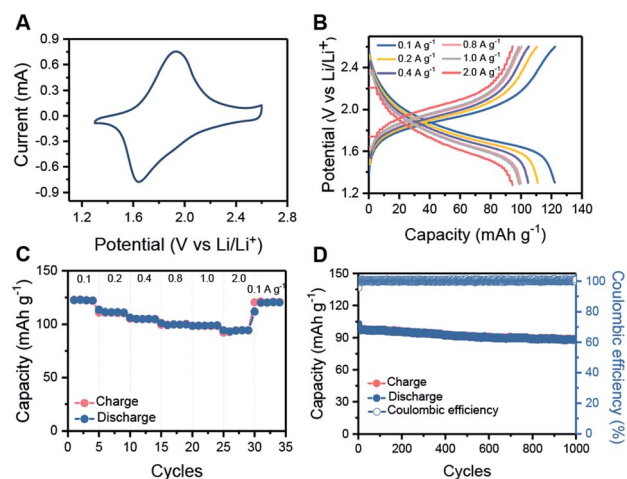 A
Current (mA)
0.9
0.6
0.3
0.0
-0.3
-0.6
-0.9
1.2 1.6 2.0 2.4 2.8
Potential (V vs Li/Li+)
B
Potential (V vs Li/Li+)
2.4
2.0
1.6
1.2
0.1 A g-1 0.8 A g-1
0.2 A g-1 1.0 A g-1
0.4 A g-1 2.0 A g-1
0 20 40 60 80 100 120 140
Capacity (mAh g-1)
C
Capacity (mAh g-1)
150
125
100
75
50
0
0.1 0.2 0.4 0.8 1.0 2.0 0.1 A g-1
Charge
Discharge
0 5 10 15 20 25 30 35
Cycles
D
Capacity (mAh g-1)
150
120
90
60
30
0
Charge
Discharge
Coulombic efficiency
0 200 400 600 800 1000
Cycles
100
80
60
40
20
0
Coulombic efficiency (%)